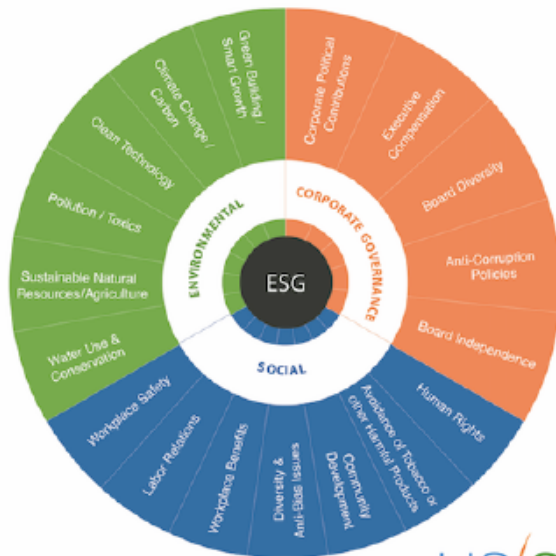 Green Building /
Smart Growth
Climate Change /
Carbon
Clean Technology
Pollution / Toxics
Sustainable Natural
Resources/Agriculture
Water Use &
Conservation
Corporate Political
Contributions
Executive
Compensation
Board Diversity
Anti-Corruption
Policies
Board Independence
ENVIRONMENTAL
CORPORATE GOVERNANCE
ESG
SOCIAL
Workplace Safety
Labor Relations
Workplace Benefits
Diversity &
Anti-Bias Issues
Community
Development
Avoidance of Tobacco or
other Harmful Products
Human Rights